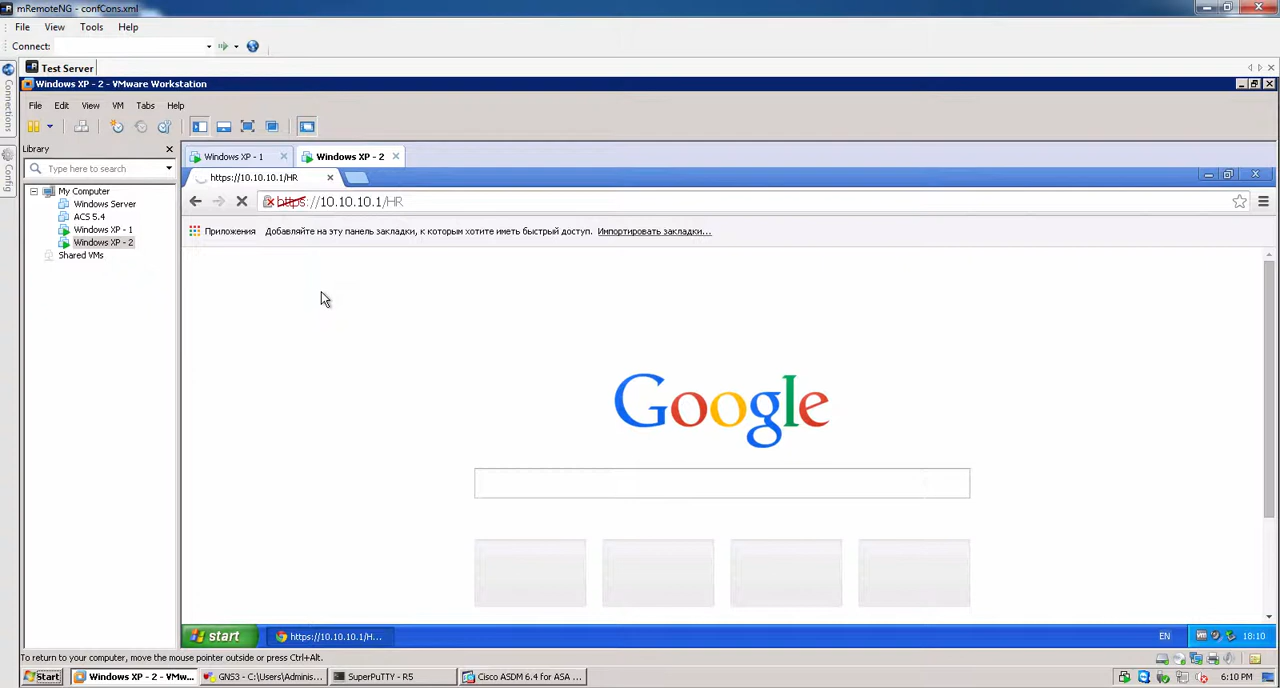 mRemoteNG - confCons.xml
File View Tools Help
Connect:
Test Server
Connections
Config
Windows XP - 2 - VMware Workstation
File Edit View VM Tabs Help
Library
Type here to search
My Computer
Windows Server
ACS 5.4
Windows XP - 1
Windows XP - 2
Shared VMs
Windows XP - 1 Windows XP - 2
https://10.10.10.1/HR
https://10.10.10.1/HR
Приложения Добавляйте на эту панель закладки, к которым хотите иметь быстрый доступ. Импортировать закладки...
Google
start https://10.10.10.1/H... EN 18:10
To return to your computer, move the mouse pointer outside or press Ctrl+Alt.
Start Windows XP - 2 - VMw... GNS3 - C:\Users\Adminis... SuperPuTTY - R5 Cisco ASDM 6.4 for ASA ... 6:10 PM